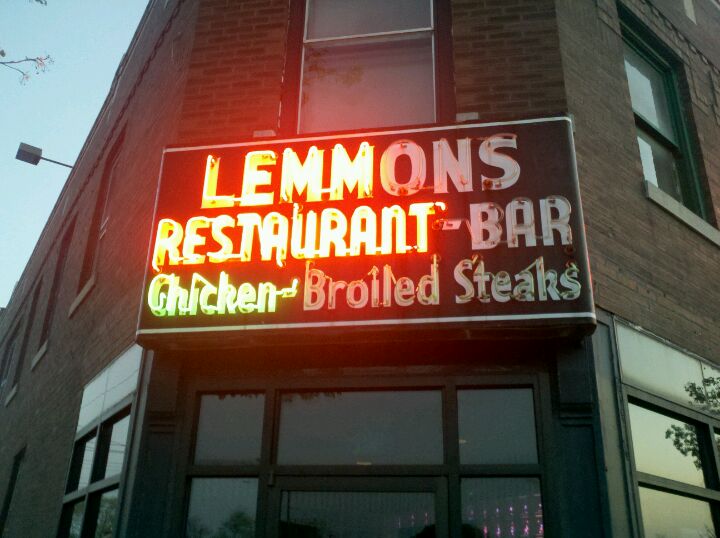 LEMMONS
RESTAURANT-BAR
Chicken-Broiled Steaks